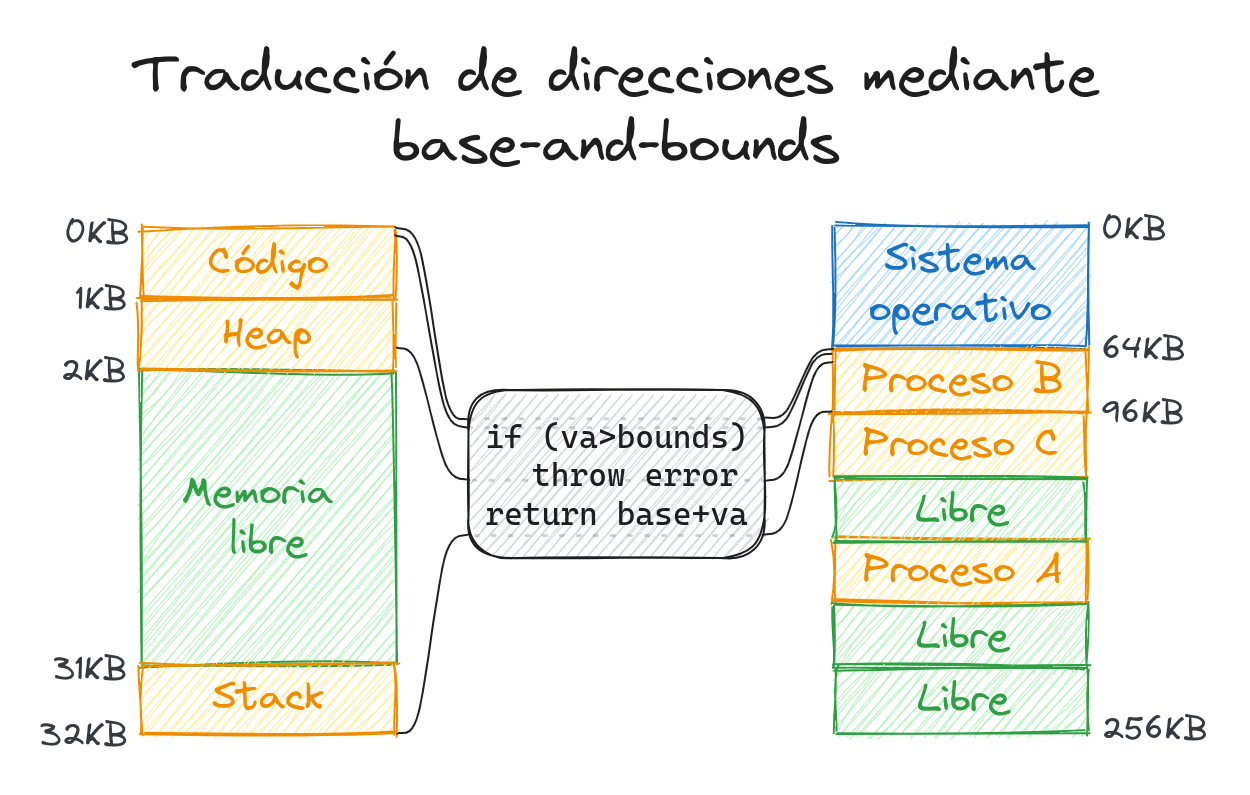 Traducción de direcciones mediante
base-and-bounds
0KB
Código
1KB
Heap
2KB
Memoria
libre
31KB
Stack
32KB
if (va>bounds)
throw error
return base+va
0KB
Sistema
operativo
64KB
Proceso B
96KB
Proceso C
Libre
Proceso A
Libre
Libre
256KB